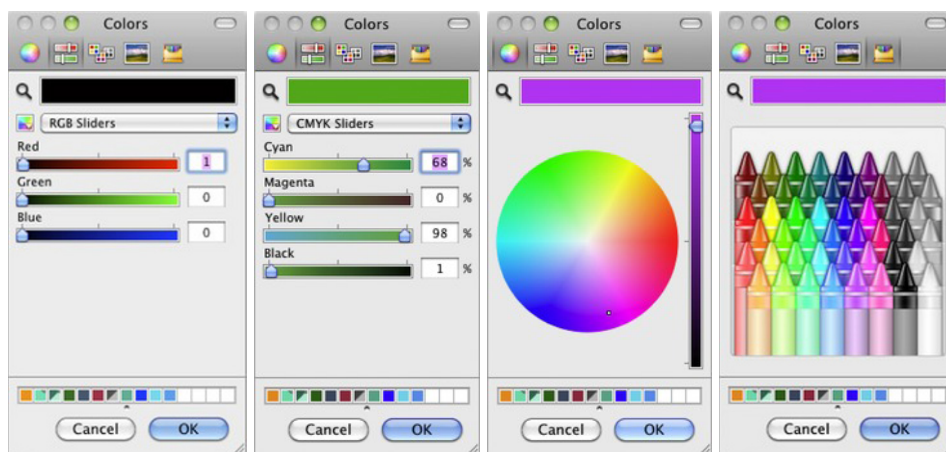 Colors
RGB Sliders
Red
1
Green
0
Blue
0
Cancel OK
Colors
CMYK Sliders
Cyan
68 %
Magenta
0 %
Yellow
98 %
Black
1 %
Cancel OK
Colors
Cancel OK
Colors
Cancel OK